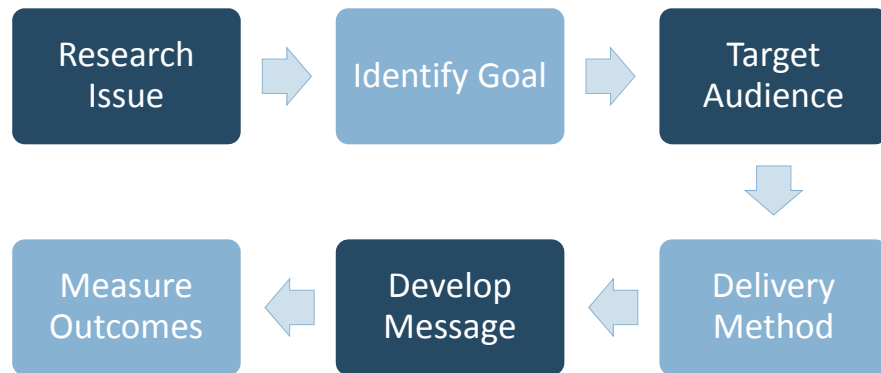 Research
Issue
Identify Goal
Target
Audience
Delivery
Method
Develop
Message
Measure
Outcomes